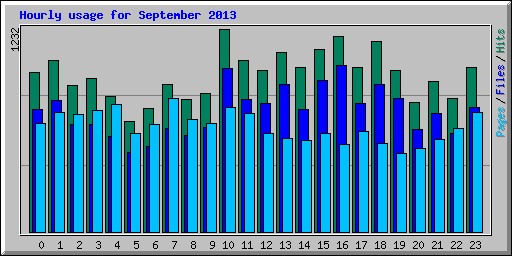 Hourly usage for September 2013
1232
Pages / Files / Hits
0 1 2 3 4 5 6 7 8 9 10 11 12 13 14 15 16 17 18 19 20 21 22 23